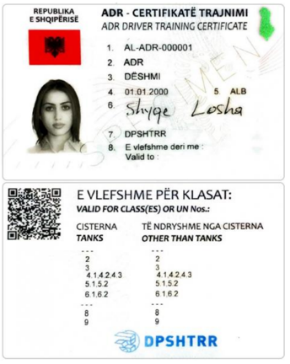 REPUBLIKA
E SHQIPËRISË
ADR - CERTIFIKATË TRAJNIMI
ADR DRIVER TRAINING CERTIFICATE
1. AL-ADR-000001
2. ADR
3. DËSHMI
4. 01.01.2000 5 ALB
6. Shyqe Losha
7. DPSHTRR
8. E vlefshme deri me :
Valid to :
MEN
E VLEFSHME PËR KLASAT:
VALID FOR CLASS(ES) OR UN Nos.:
CISTERNA TË NDRYSHME NGA CISTERNA
TANKS OTHER THAN TANKS
--- ---
2 2
3 3
4.1,4.2,4.3 4.1,4.2,4.3
5.1,5.2 5.1,5.2
6.1,6.2 6.1,6.2
--- ---
8 8
9 9
DPSHTRR